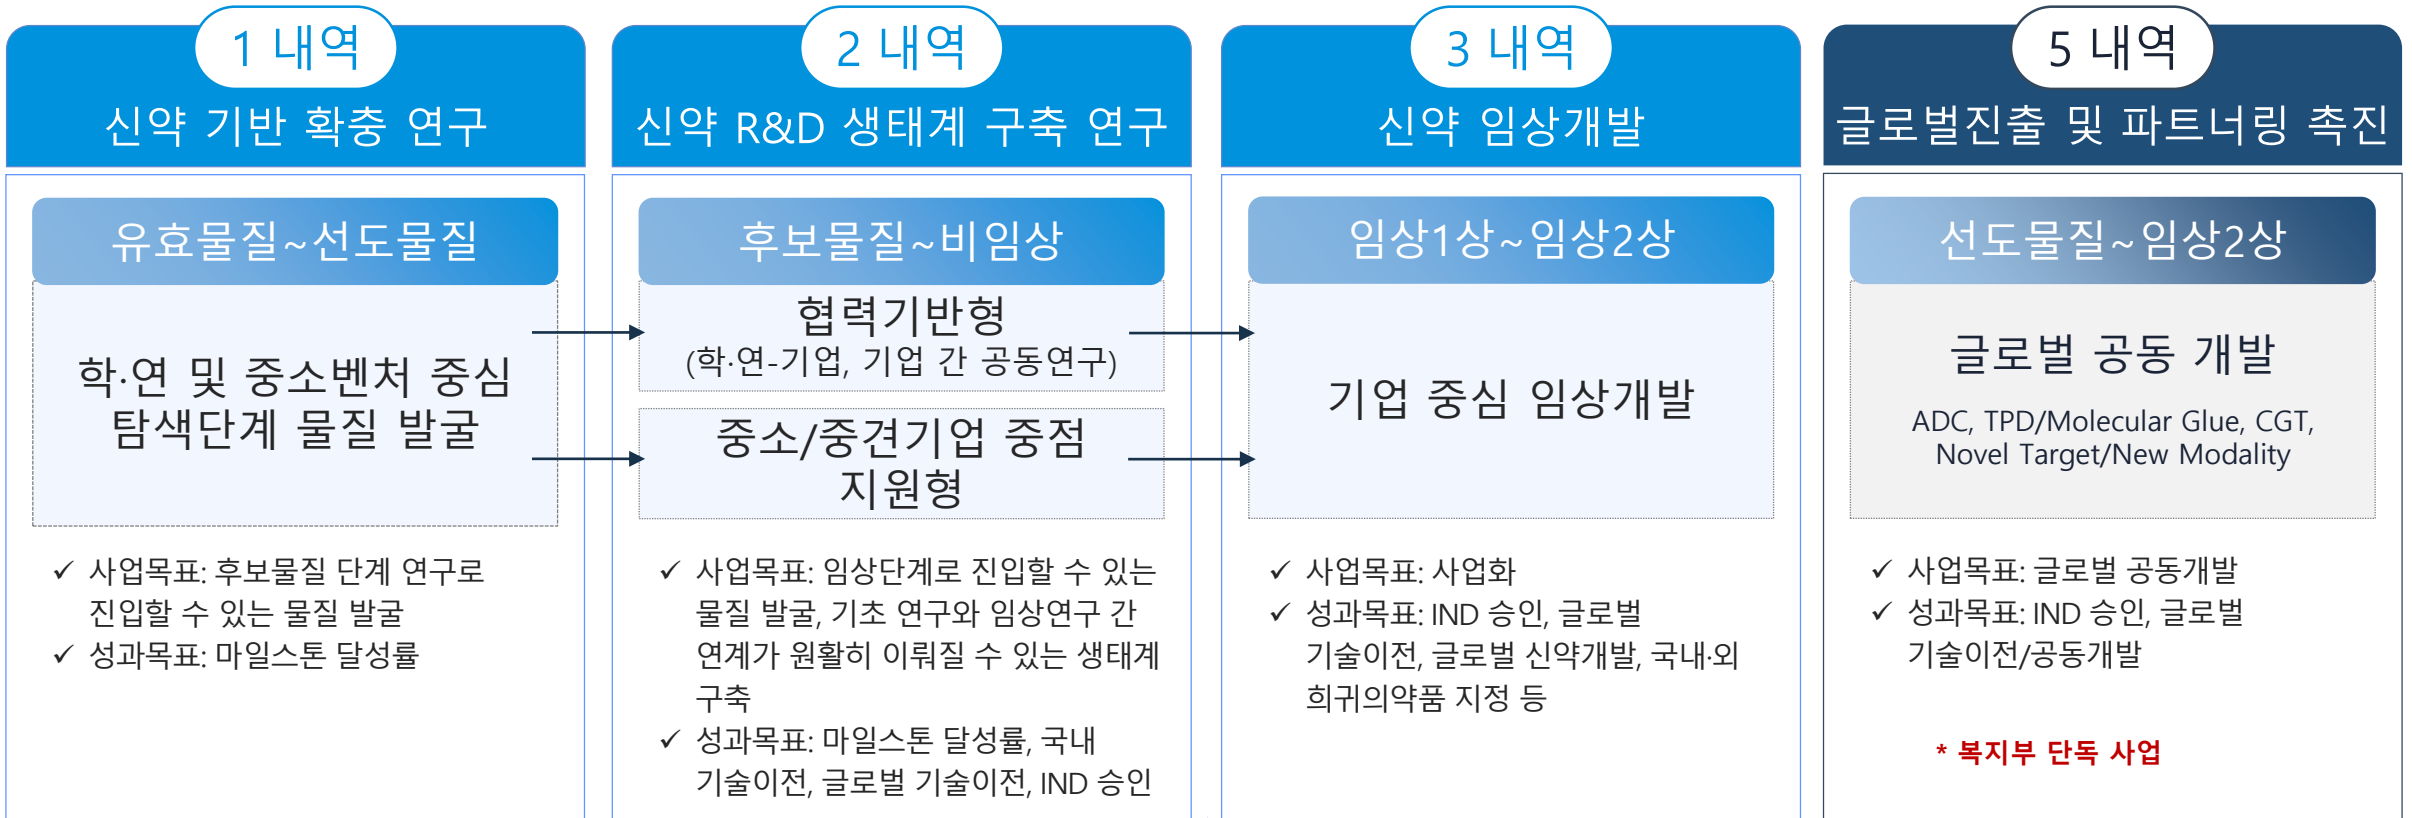 1 내역
신약 기반 확충 연구
유효물질~선도물질
학·연 및 중소벤처 중심
탐색단계 물질 발굴
✓ 사업목표: 후보물질 단계 연구로
진입할 수 있는 물질 발굴
✓ 성과목표: 마일스톤 달성률
2 내역
신약 R&D 생태계 구축 연구
후보물질~비임상
협력기반형
(학·연-기업, 기업 간 공동연구)
중소/중견기업 중점
지원형
✓ 사업목표: 임상단계로 진입할 수 있는
물질 발굴, 기초 연구와 임상연구 간
연계가 원활히 이뤄질 수 있는 생태계
구축
✓ 성과목표: 마일스톤 달성률, 국내
기술이전, 글로벌 기술이전, IND 승인
3 내역
신약 임상개발
임상1상~임상2상
기업 중심 임상개발
✓ 사업목표: 사업화
✓ 성과목표: IND 승인, 글로벌
기술이전, 글로벌 신약개발, 국내·외
희귀의약품 지정 등
5 내역
글로벌진출 및 파트너링 촉진
선도물질~임상2상
글로벌 공동 개발
ADC, TPD/Molecular Glue, CGT,
Novel Target/New Modality
✓ 사업목표: 글로벌 공동개발
✓ 성과목표: IND 승인, 글로벌
기술이전/공동개발
* 복지부 단독 사업